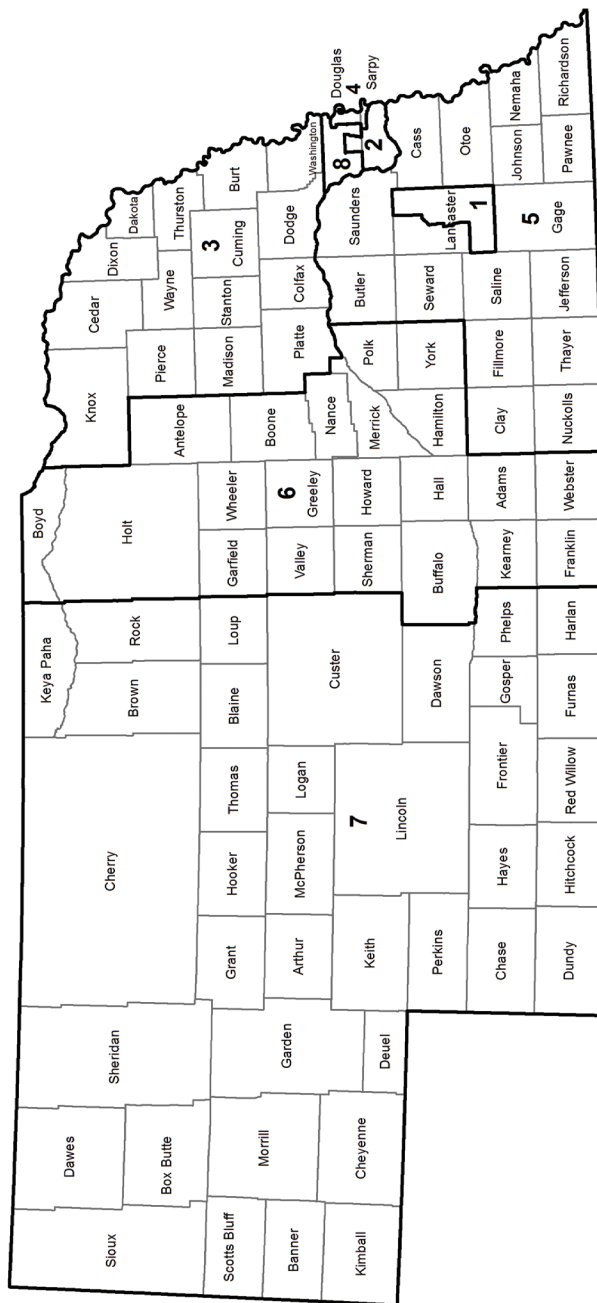 Sioux
Dawes
Box Butte
Sheridan
Cherry
Keya Paha
Brown
Rock
Boyd
Holt
Knox
Antelope
Cedar
Pierce
Dixon
Wayne
Dakota
Thurston
Scotts Bluff
Banner
Kimball
Morrill
Cheyenne
Garden
Deuel
Grant
Hooker
Thomas
Blaine
Loup
Garfield
Wheeler
Boone
Madison
Stanton
3
Cuming
Burt
Arthur
McPherson
Logan
Custer
Valley
6
Greeley
Nance
Platte
Colfax
Dodge
Washington
Keith
7
Lincoln
Sherman
Howard
Merrick
Polk
Butler
Saunders
8
Douglas
4
Sarpy
2
Perkins
Dawson
Buffalo
Hall
Hamilton
York
Seward
Lancaster
1
Cass
Otoe
Chase
Hayes
Frontier
Gosper
Phelps
Kearney
Adams
Clay
Fillmore
Saline
5
Gage
Johnson
Nemaha
Dundy
Hitchcock
Red Willow
Furnas
Harlan
Franklin
Webster
Nuckolls
Thayer
Jefferson
Pawnee
Richardson